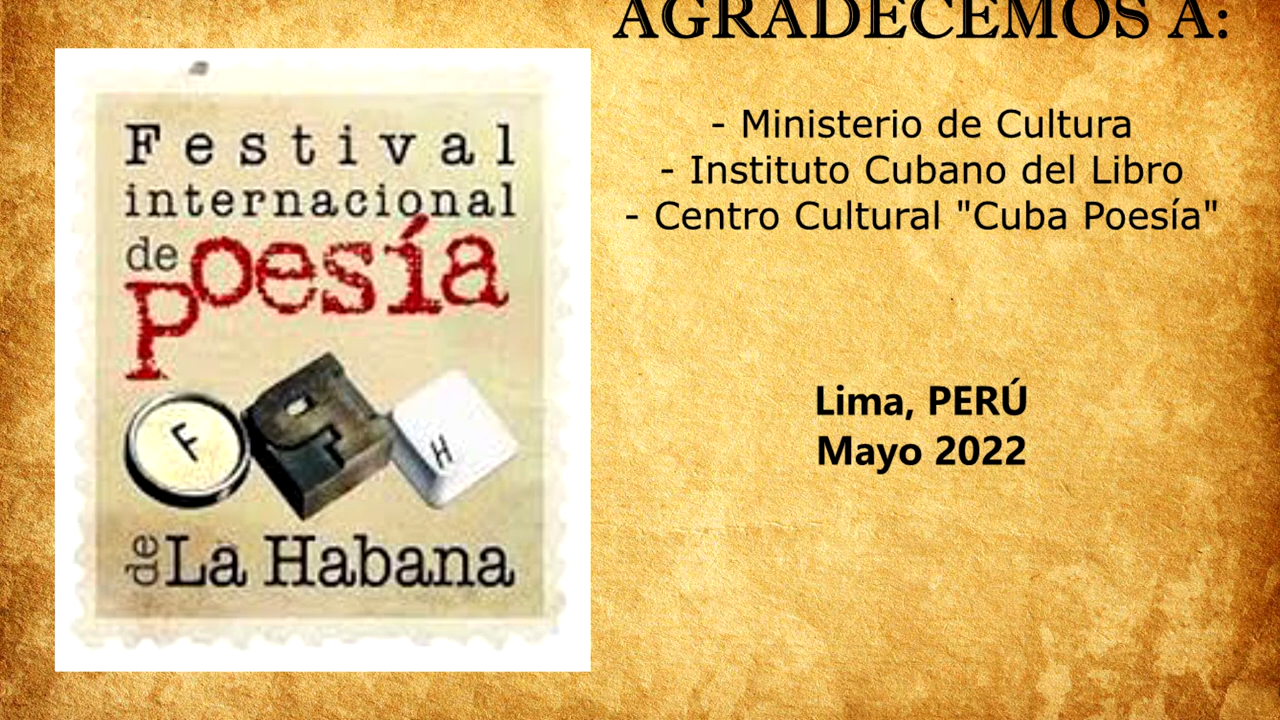 Festival
internacional
de poesía
F P H
de La Habana
AGRADECEMOS A:
- Ministerio de Cultura
- Instituto Cubano del Libro
- Centro Cultural "Cuba Poesía"
Lima, PERÚ
Mayo 2022